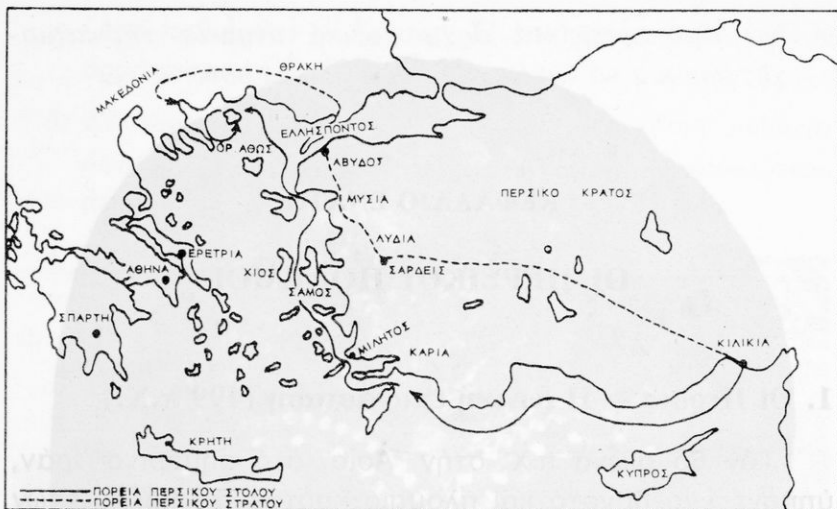 ΘΡΑΚΗ
ΜΑΚΕΔΟΝΙΑ
ΕΛΛΗΣΠΟΝΤΟΣ
ΟΡ. ΑΘΩΣ
ΑΒΥΔΟΣ
ΜΥΣΙΑ
ΠΕΡΣΙΚΟ ΚΡΑΤΟΣ
ΛΥΔΙΑ
ΕΡΕΤΡΙΑ
ΣΑΡΔΕΙΣ
ΑΘΗΝΑ
ΧΙΟΣ
ΣΑΜΟΣ
ΣΠΑΡΤΗ
ΜΙΛΗΤΟΣ
ΚΑΡΙΑ
ΚΙΛΙΚΙΑ
ΚΡΗΤΗ
ΚΥΠΡΟΣ
ΠΟΡΕΙΑ ΠΕΡΣΙΚΟΥ ΣΤΟΛΟΥ
ΠΟΡΕΙΑ ΠΕΡΣΙΚΟΥ ΣΤΡΑΤΟΥ